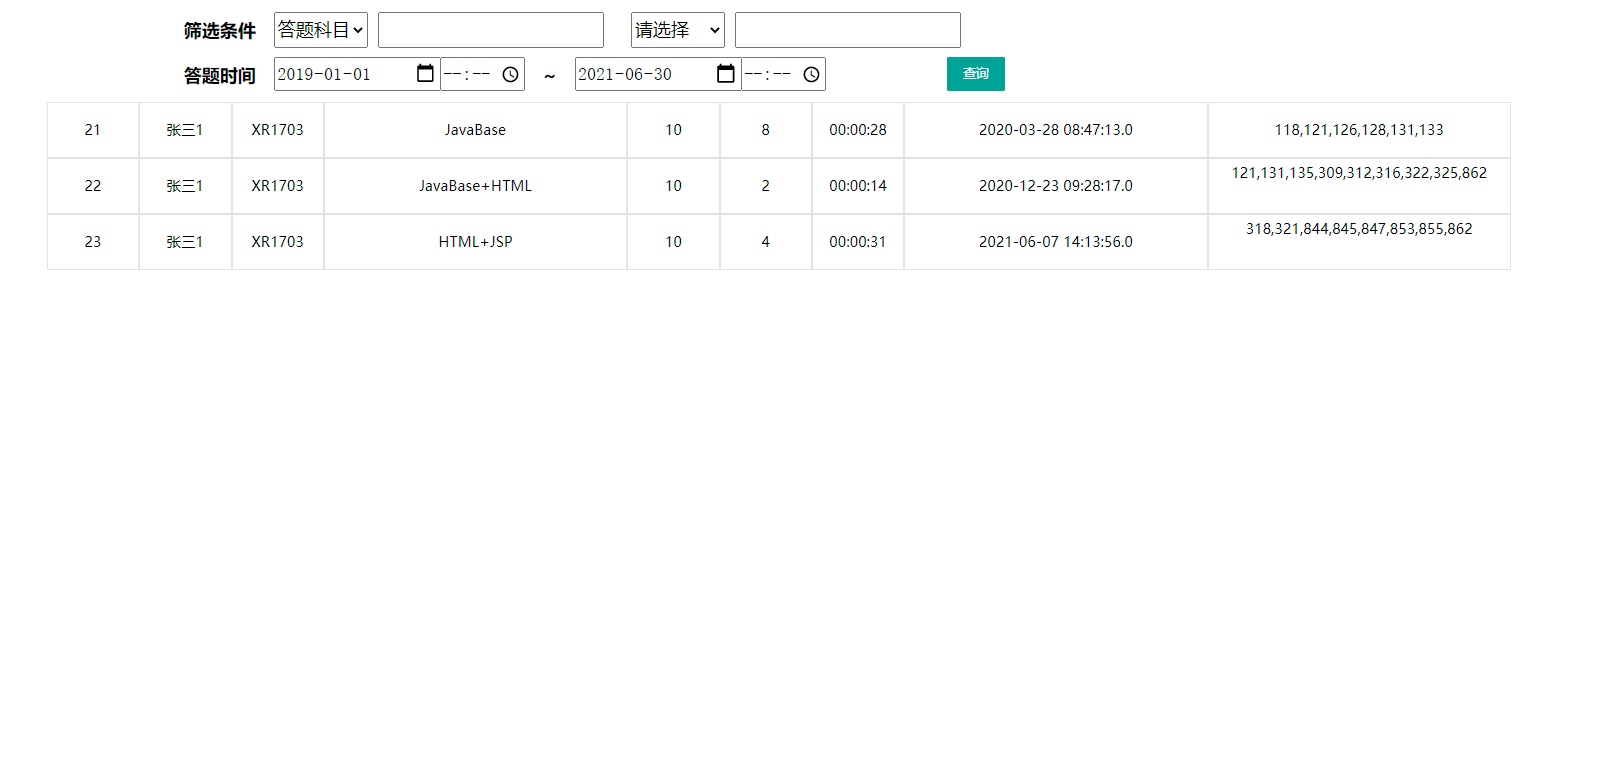 筛选条件 答题科目 请选择
答题时间 2019-01-01 --:-- ~ 2021-06-30 --:-- 查询
21 张三1 XR1703 JavaBase 10 8 00:00:28 2020-03-28 08:47:13.0 118,121,126,128,131,133
22 张三1 XR1703 JavaBase+HTML 10 2 00:00:14 2020-12-23 09:28:17.0 121,131,135,309,312,316,322,325,862
23 张三1 XR1703 HTML+JSP 10 4 00:00:31 2021-06-07 14:13:56.0 318,321,844,845,847,853,855,862